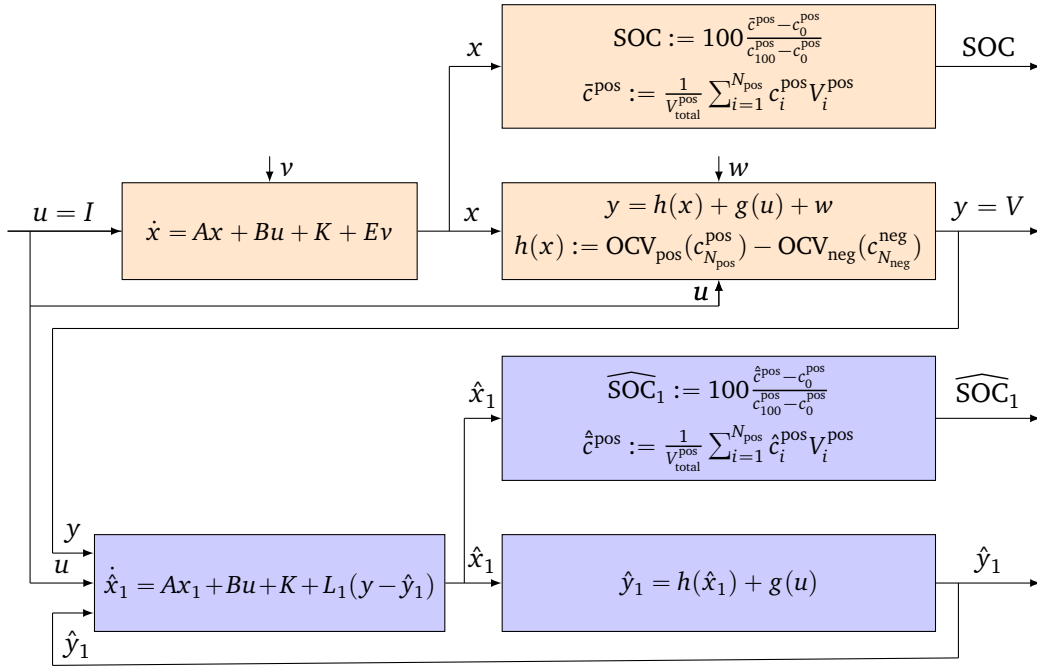 x
SOC := 100 (c̄^pos − c_0^pos)/(c_100^pos − c_0^pos)
c̄^pos := 1/V_total^pos ∑_{i=1}^{N_pos} c_i^pos V_i^pos
SOC
v
w
u = I
ẋ = Ax + Bu + K + Ev
x
y = h(x) + g(u) + w
h(x) := OCV_pos(c_{N_pos}^pos) − OCV_neg(c_{N_neg}^neg)
y = V
u
x̂_1
\widehat{SOC}_1 := 100 (\hat{c̄}^pos − c_0^pos)/(c_100^pos − c_0^pos)
\hat{c̄}^pos := 1/V_total^pos ∑_{i=1}^{N_pos} ĉ_i^pos V_i^pos
\widehat{SOC}_1
y
u
ŷ_1
\dot{x̂}_1 = Ax_1 + Bu + K + L_1(y − ŷ_1)
x̂_1
ŷ_1 = h(x̂_1) + g(u)
ŷ_1